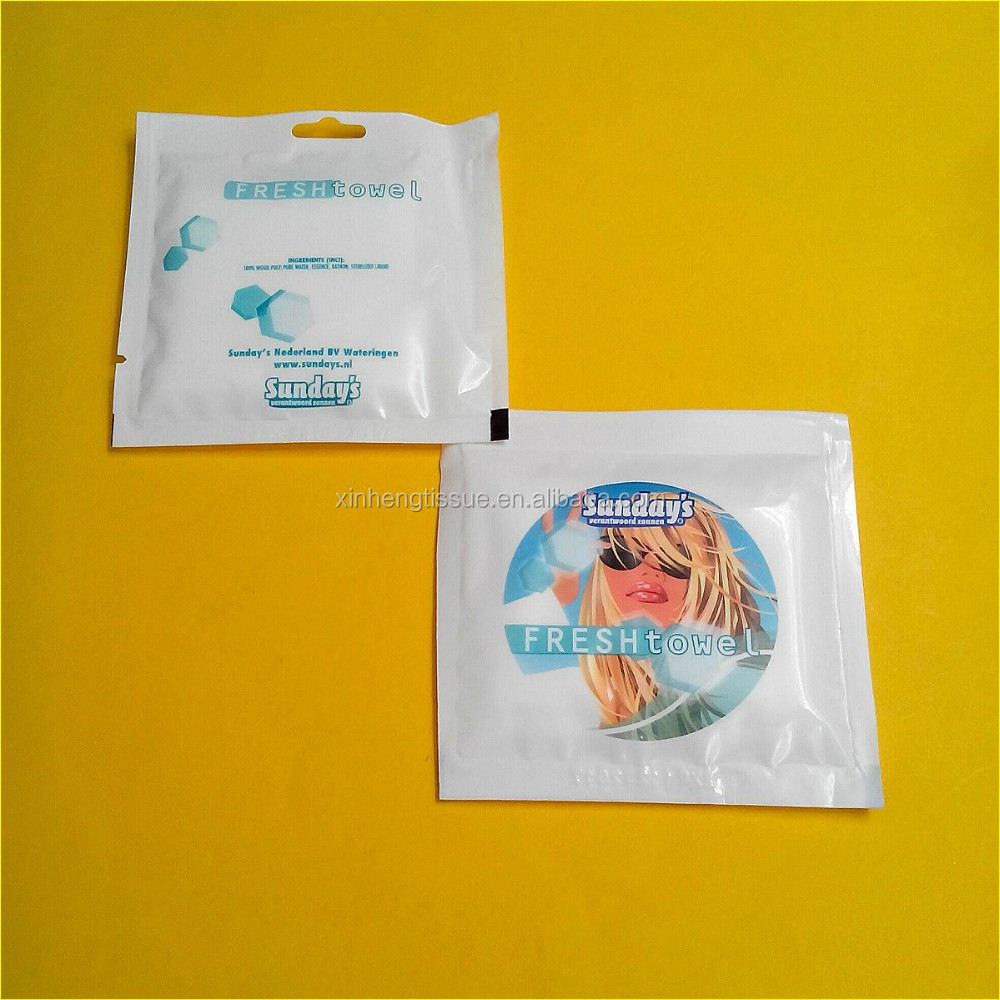 FRESHtowel
INGREDIENTS (INCI):
100% WOOD PULP, PURE WATER, ESSENCE, KATHON, STERILIZED LIQUID
Sunday's Nederland BV Wateringen
www.sundays.nl
Sunday's
verantwoord zonnen
xinhengtissue.en.alibaba.com
Sunday's
verantwoord zonnen
FRESHtowel